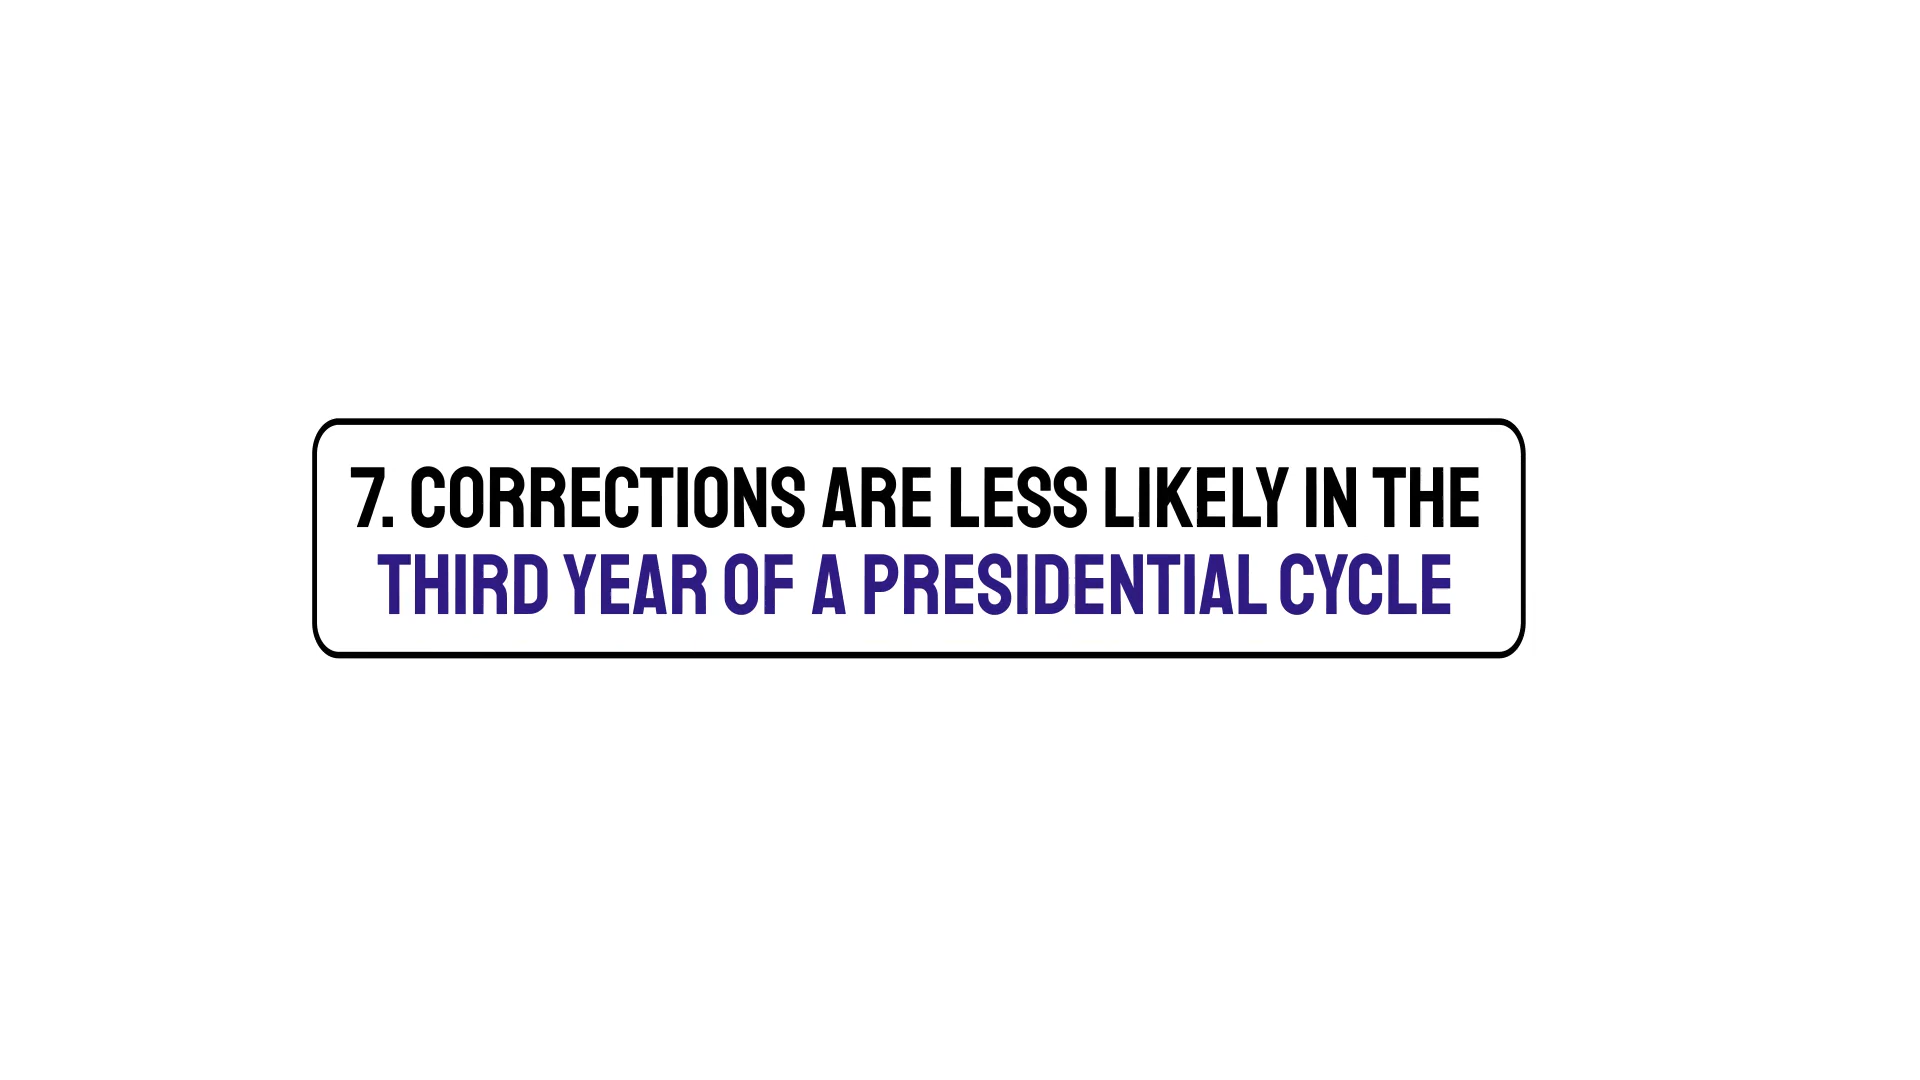 7. CORRECTIONS ARE LESS LIKELY IN THE
THIRD YEAR OF A PRESIDENTIAL CYCLE